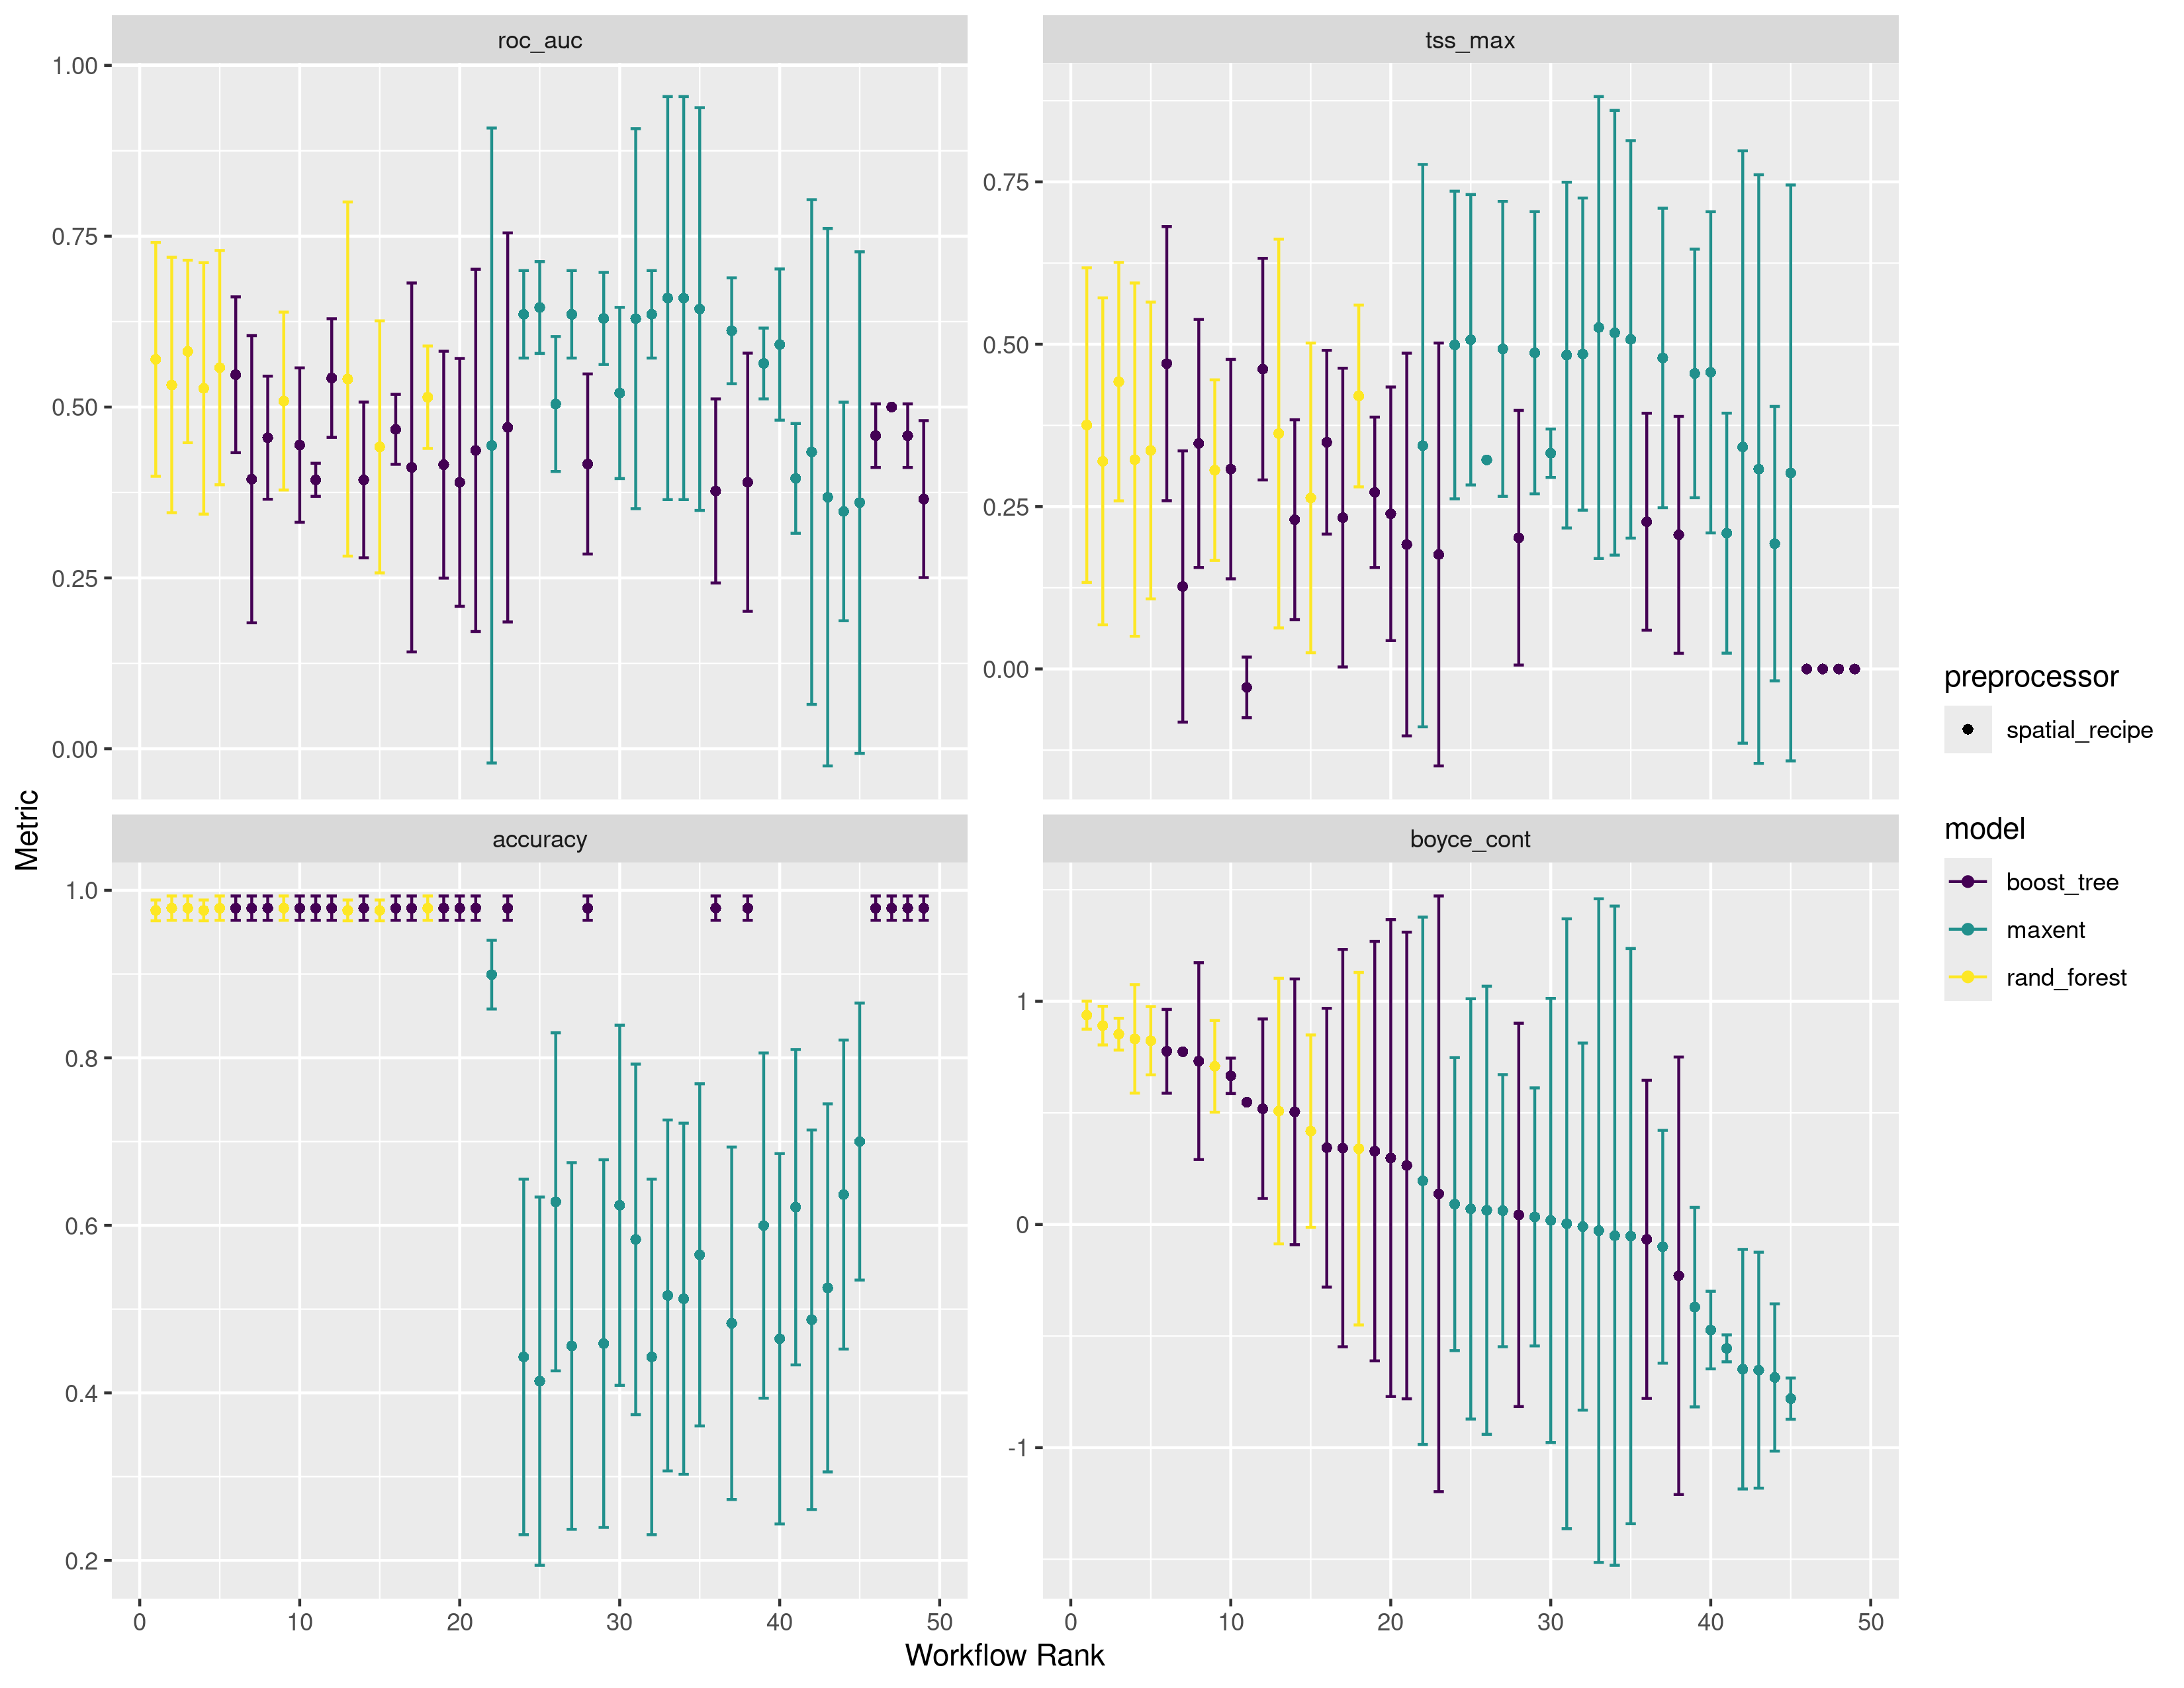 roc_auc
tss_max
1.00
0.75
0.50
0.25
0.00
0.75
0.50
0.25
0.00
Metric
accuracy
boyce_cont
1.0
0.8
0.6
0.4
0.2
1
0
-1
0 10 20 30 40 50
0 10 20 30 40 50
Workflow Rank
preprocessor
spatial_recipe
model
boost_tree
maxent
rand_forest